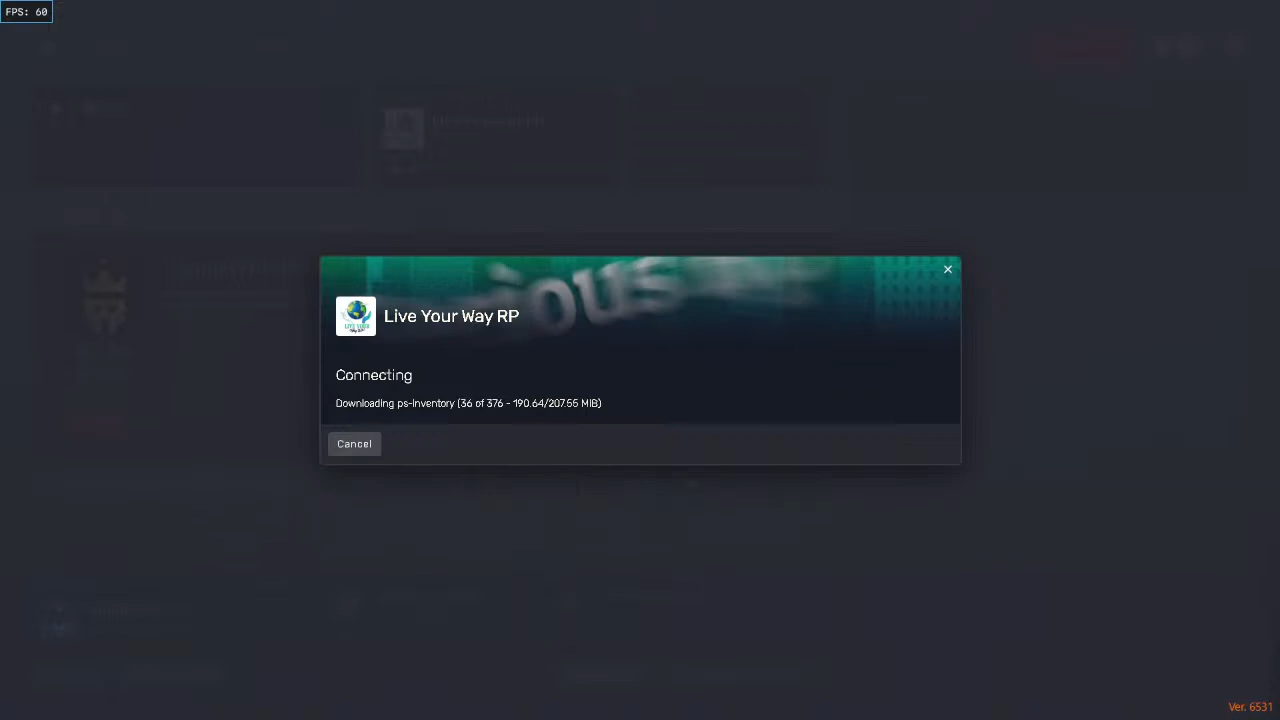 FPS: 60
Live Your Way RP
Connecting
Downloading ps-inventory (36 of 376 - 190.64/207.55 MiB)
Cancel
Ver. 6531